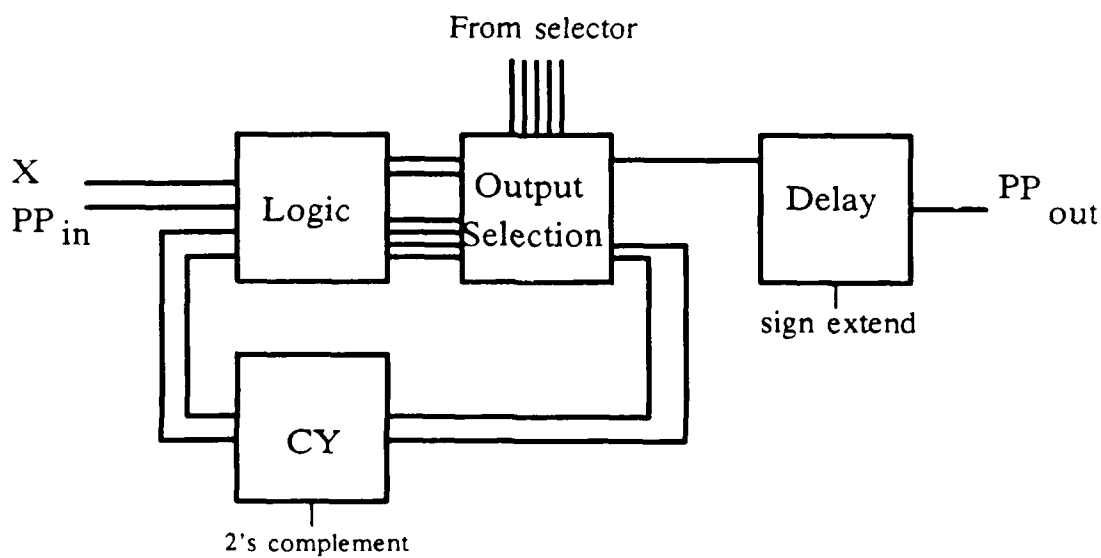 From selector
X
PP in
Logic
Output
Selection
Delay
PP out
sign extend
CY
2's complement